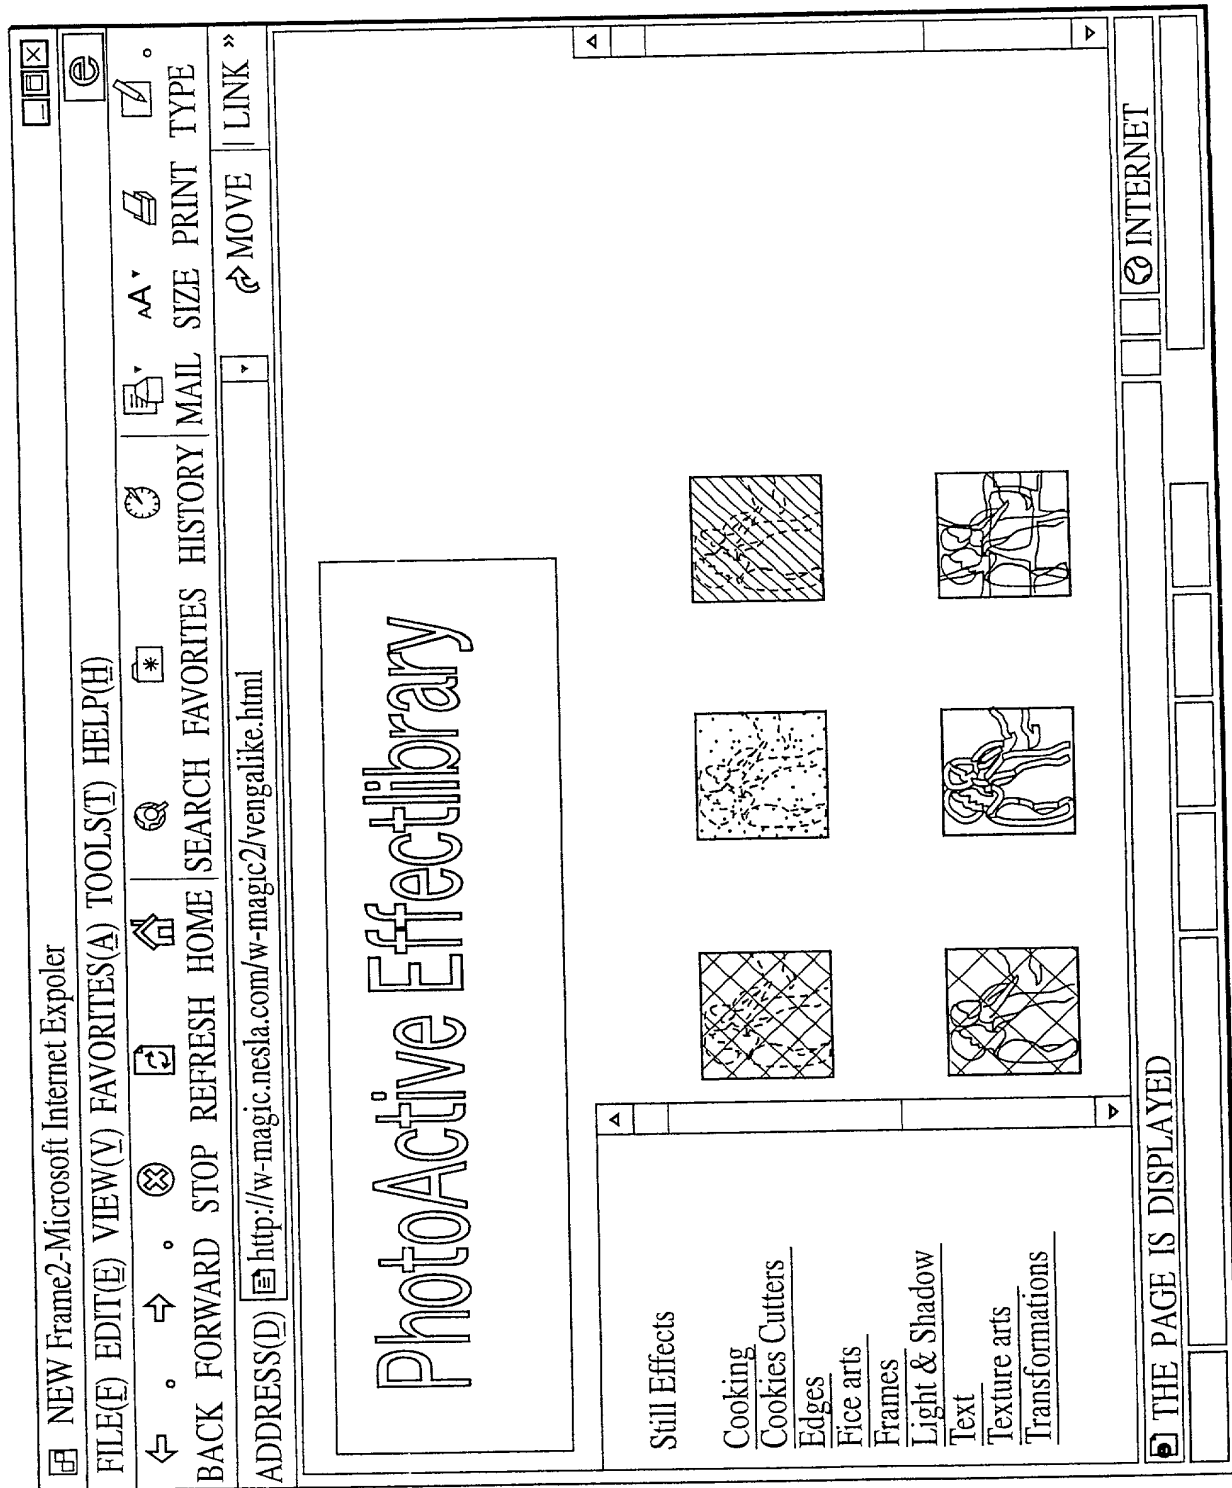 NEW Frame2-Microsoft Internet Expoler
FILE(F) EDIT(E) VIEW(V) FAVORITES(A) TOOLS(T) HELP(H)
BACK FORWARD STOP REFRESH HOME SEARCH FAVORITES HISTORY MAIL SIZE PRINT TYPE
ADDRESS(D) http://w-magic.nesla.com/w-magic2/vengalike.html MOVE LINK »
PhotoActive Effectlibrary
Still Effects
Cooking
Cookies Cutters
Edges
Fice arts
Frames
Light & Shadow
Text
Texture arts
Transformations
THE PAGE IS DISPLAYED INTERNET